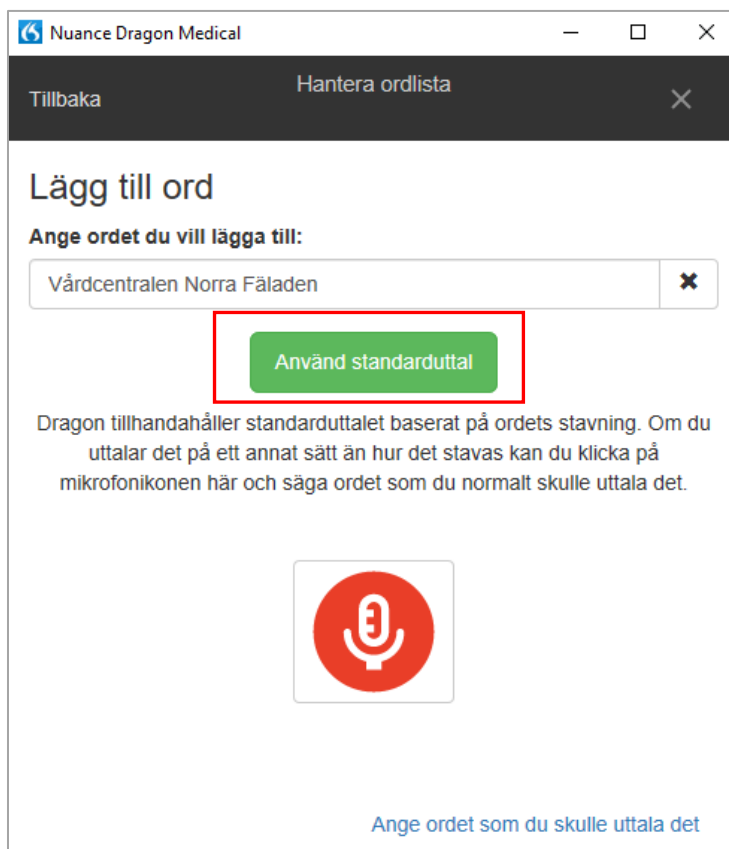 Nuance Dragon Medical
Tillbaka
Hantera ordlista
Lägg till ord
Ange ordet du vill lägga till:
Vårdcentralen Norra Fäladen
Använd standarduttal
Dragon tillhandahåller standarduttalet baserat på ordets stavning. Om du
uttalar det på ett annat sätt än hur det stavas kan du klicka på
mikrofonikonen här och säga ordet som du normalt skulle uttala det.
Ange ordet som du skulle uttala det